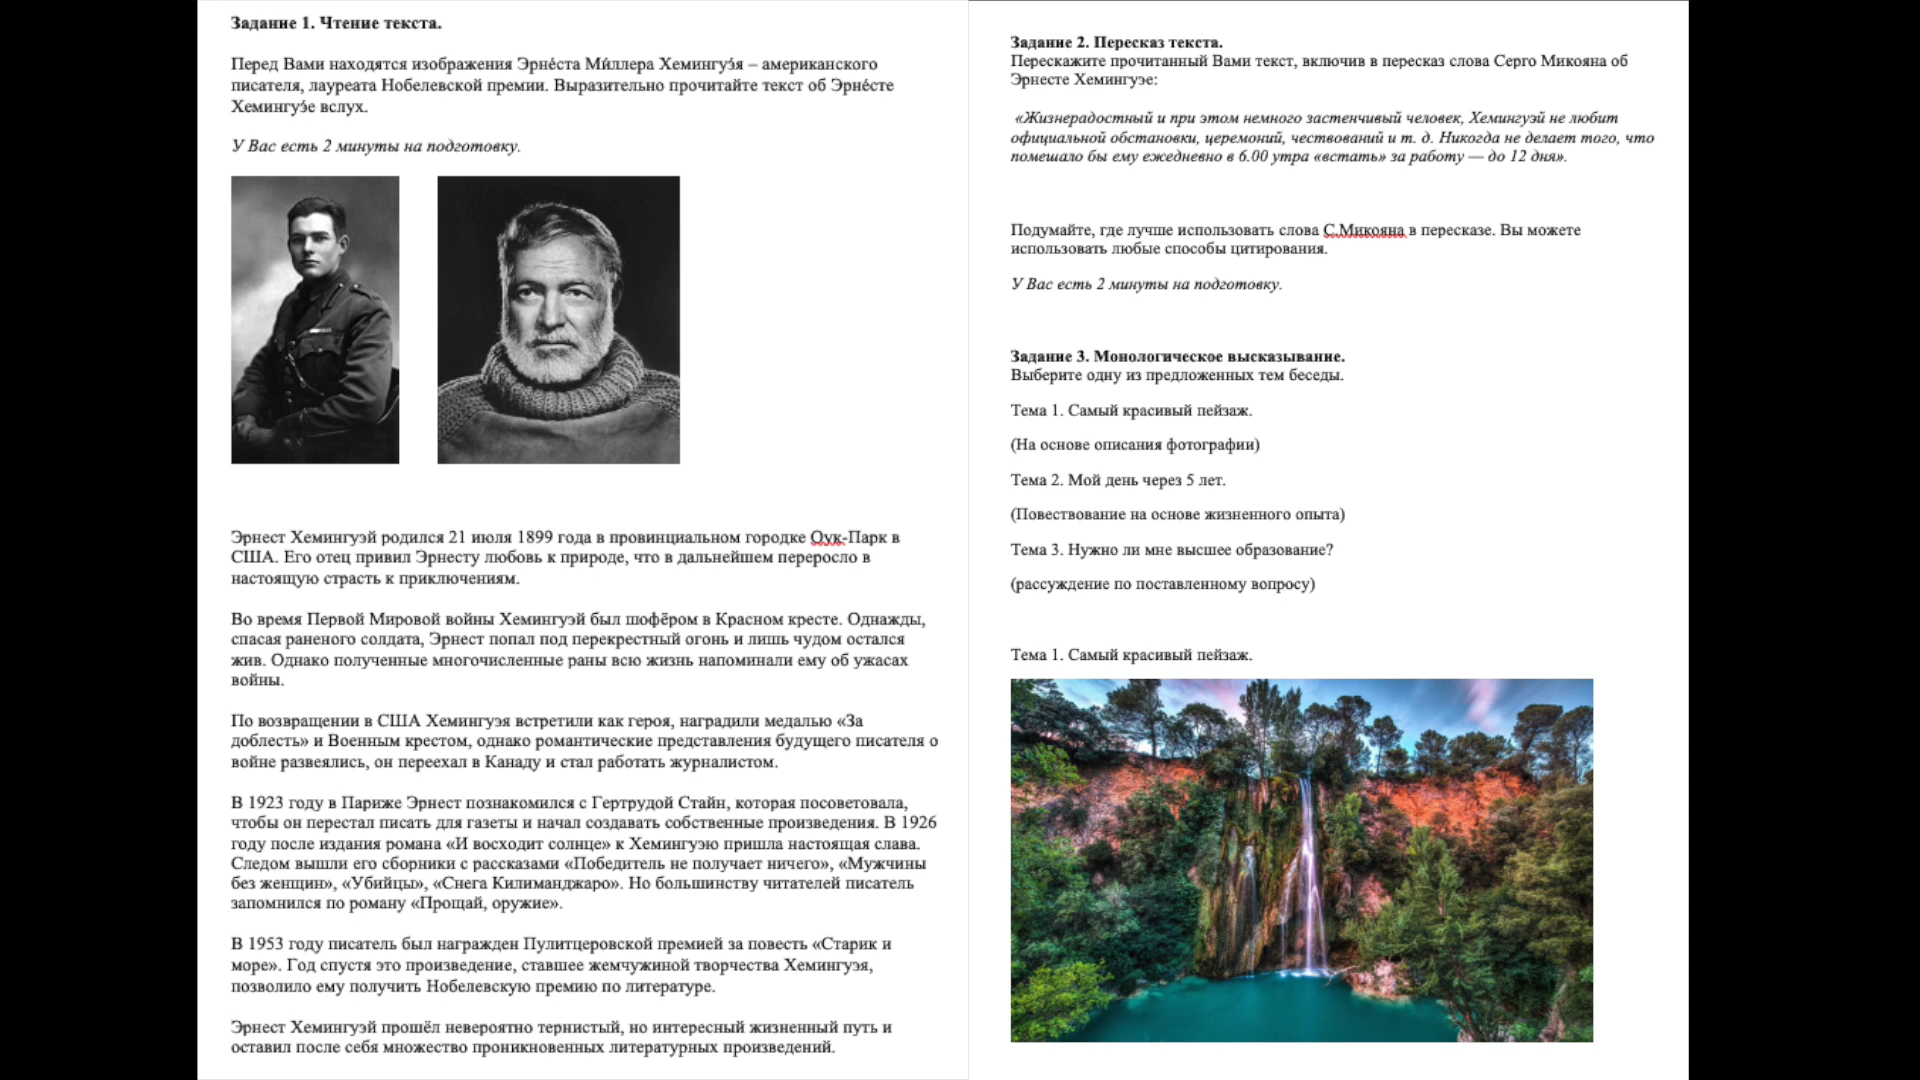 Задание 1. Чтение текста.
Перед Вами находятся изображения Эрне́ста Ми́ллера Хемингуэ́я – американского
писателя, лауреата Нобелевской премии. Выразительно прочитайте текст об Эрне́сте
Хемингуэ́е вслух.
У Вас есть 2 минуты на подготовку.
Эрнест Хемингуэй родился 21 июля 1899 года в провинциальном городке Оук-Парк в
США. Его отец привил Эрнесту любовь к природе, что в дальнейшем переросло в
настоящую страсть к приключениям.
Во время Первой Мировой войны Хемингуэй был шофёром в Красном кресте. Однажды,
спасая раненого солдата, Эрнест попал под перекрестный огонь и лишь чудом остался
жив. Однако полученные многочисленные раны всю жизнь напоминали ему об ужасах
войны.
По возвращении в США Хемингуэя встретили как героя, наградили медалью «За
доблесть» и Военным крестом, однако романтические представления будущего писателя о
войне развеялись, он переехал в Канаду и стал работать журналистом.
В 1923 году в Париже Эрнест познакомился с Гертрудой Стайн, которая посоветовала,
чтобы он перестал писать для газеты и начал создавать собственные произведения. В 1926
году после издания романа «И восходит солнце» к Хемингуэю пришла настоящая слава.
Следом вышли его сборники с рассказами «Победитель не получает ничего», «Мужчины
без женщин», «Убийцы», «Снега Килиманджаро». Но большинству читателей писатель
запомнился по роману «Прощай, оружие».
В 1953 году писатель был награжден Пулитцеровской премией за повесть «Старик и
море». Год спустя это произведение, ставшее жемчужиной творчества Хемингуэя,
позволило ему получить Нобелевскую премию по литературе.
Эрнест Хемингуэй прошёл невероятно тернистый, но интересный жизненный путь и
оставил после себя множество проникновенных литературных произведений.
Задание 2. Пересказ текста.
Перескажите прочитанный Вами текст, включив в пересказ слова Серго Микояна об
Эрнесте Хемингуэе:
«Жизнерадостный и при этом немного застенчивый человек, Хемингуэй не любит
официальной обстановки, церемоний, чествований и т. д. Никогда не делает того, что
помешало бы ему ежедневно в 6.00 утра «встать» за работу — до 12 дня».
Подумайте, где лучше использовать слова С.Микояна в пересказе. Вы можете
использовать любые способы цитирования.
У Вас есть 2 минуты на подготовку.
Задание 3. Монологическое высказывание.
Выберите одну из предложенных тем беседы.
Тема 1. Самый красивый пейзаж.
(На основе описания фотографии)
Тема 2. Мой день через 5 лет.
(Повествование на основе жизненного опыта)
Тема 3. Нужно ли мне высшее образование?
(рассуждение по поставленному вопросу)
Тема 1. Самый красивый пейзаж.